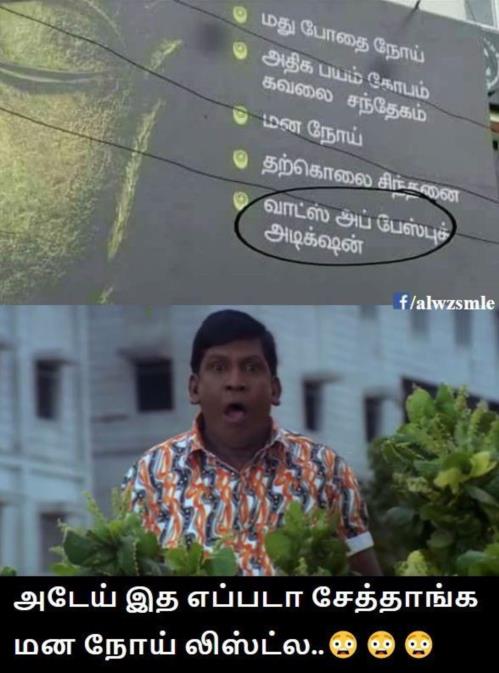 மது போதை நோய்
அதிக பயம் கோபம்
கவலை சந்தேகம்
மன நோய்
தற்கொலை சிந்தனை
வாட்ஸ் அப் பேஸ்புக்
அடிக்‌ஷன்
f/alwzsmle
அடேய் இத எப்படா சேத்தாங்க
மன நோய் லிஸ்ட்ல..😳 😳 😳